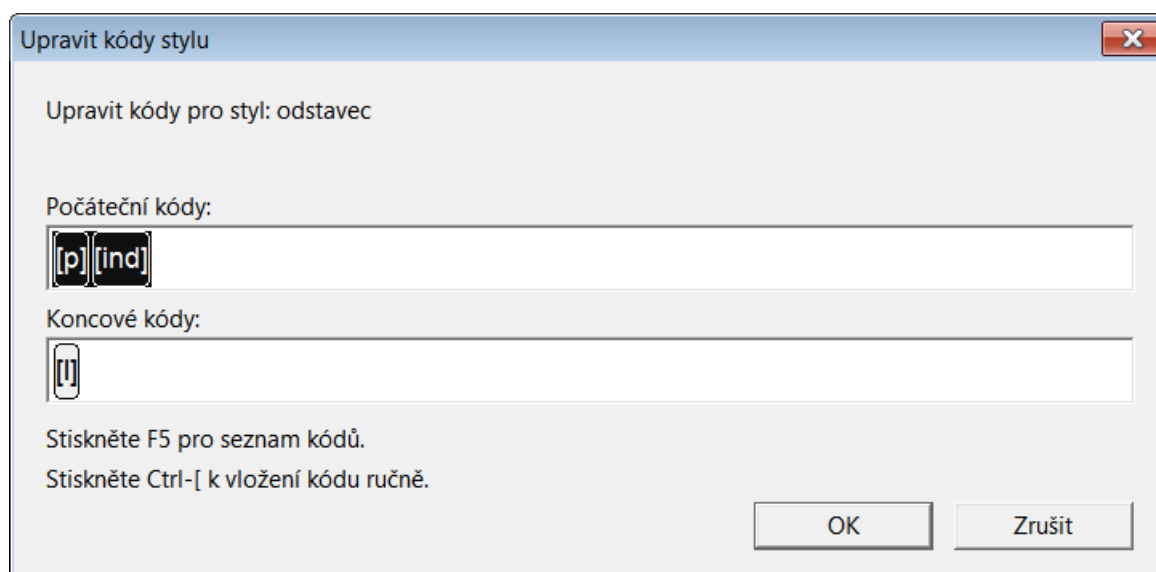 Upravit kódy stylu
Upravit kódy pro styl: odstavec
Počáteční kódy:
[p][ind]
Koncové kódy:
[l]
Stiskněte F5 pro seznam kódů.
Stiskněte Ctrl-[ k vložení kódu ručně.
OK Zrušit